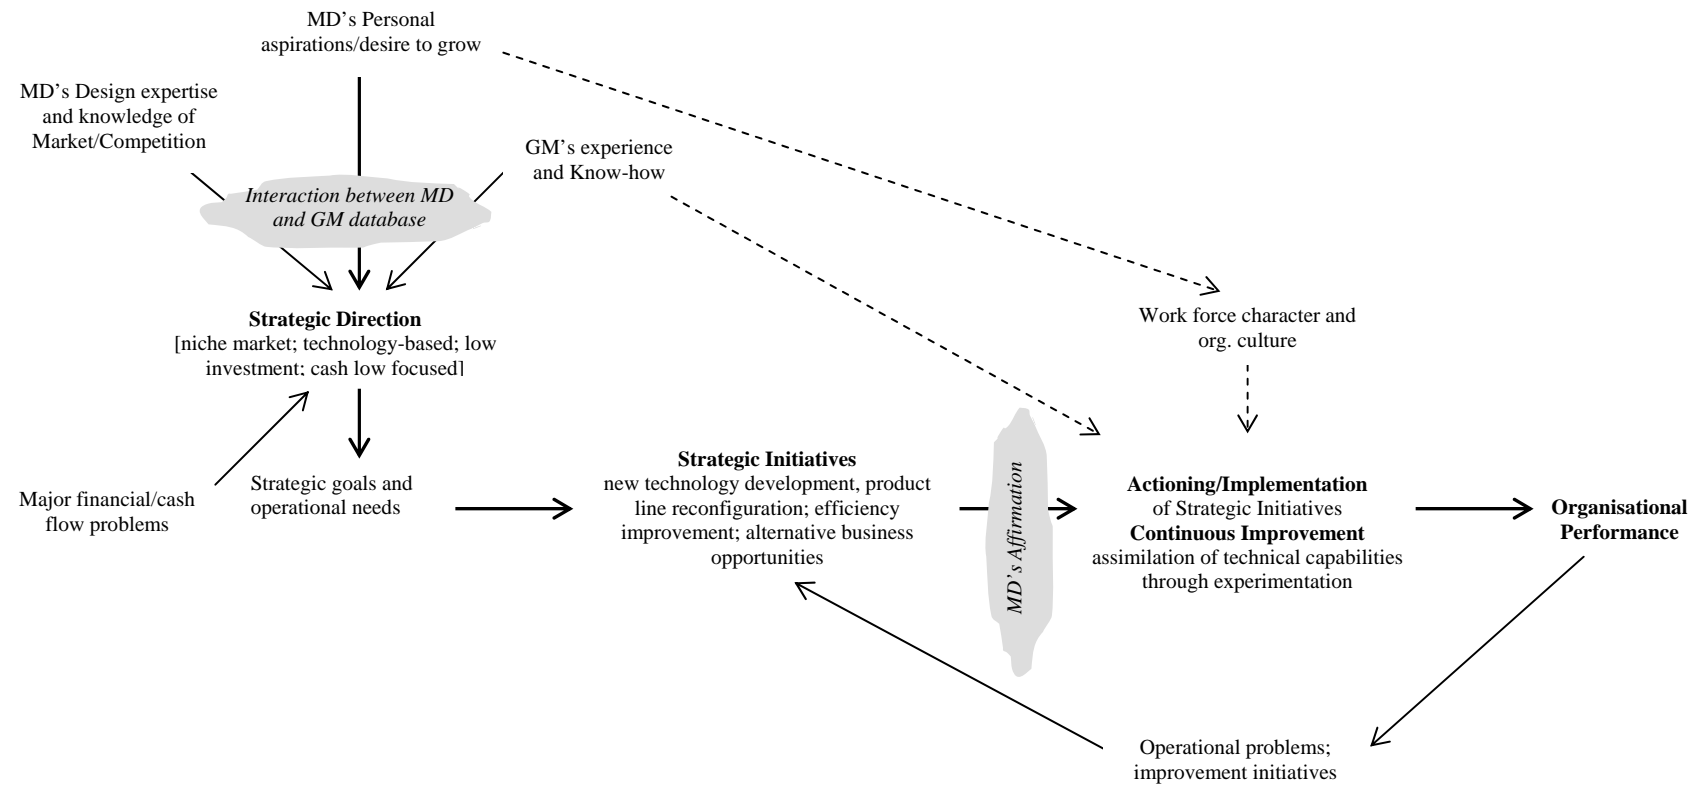 MD's Personal
aspirations/desire to grow
MD's Design expertise
and knowledge of
Market/Competition
GM's experience
and Know-how
Interaction between MD
and GM database
Strategic Direction
[niche market; technology-based; low
investment; cash low focused]
Work force character and
org. culture
Major financial/cash
flow problems
Strategic goals and
operational needs
Strategic Initiatives
new technology development, product
line reconfiguration; efficiency
improvement; alternative business
opportunities
MD's Affirmation
Actioning/Implementation
of Strategic Initiatives
Continuous Improvement
assimilation of technical capabilities
through experimentation
Organisational
Performance
Operational problems;
improvement initiatives